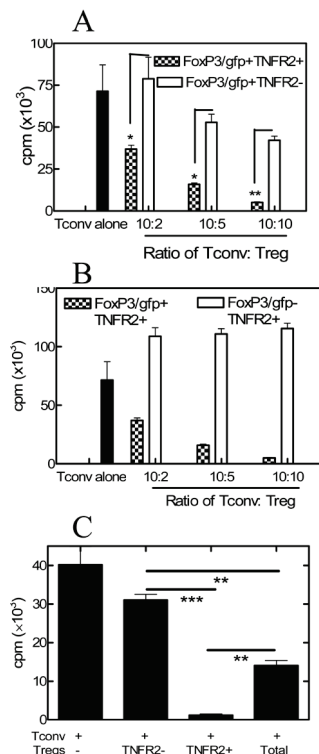 A
100
FoxP3/gfp+TNFR2+
FoxP3/gfp+TNFR2-
75
50
25
0
cpm (x10³)
*
*
**
Tconv alone 10:2 10:5 10:10
Ratio of Tconv: Treg
B
150
FoxP3/gfp+
TNFR2+
FoxP3/gfp-
TNFR2+
100
50
0
cpm (x10³)
Tconv alone 10:2 10:5 10:10
Ratio of Tconv: Treg
C
40
30
20
10
0
cpm (×10⁻³)
**
***
**
Tconv + + + +
Tregs - TNFR2- TNFR2+ Total